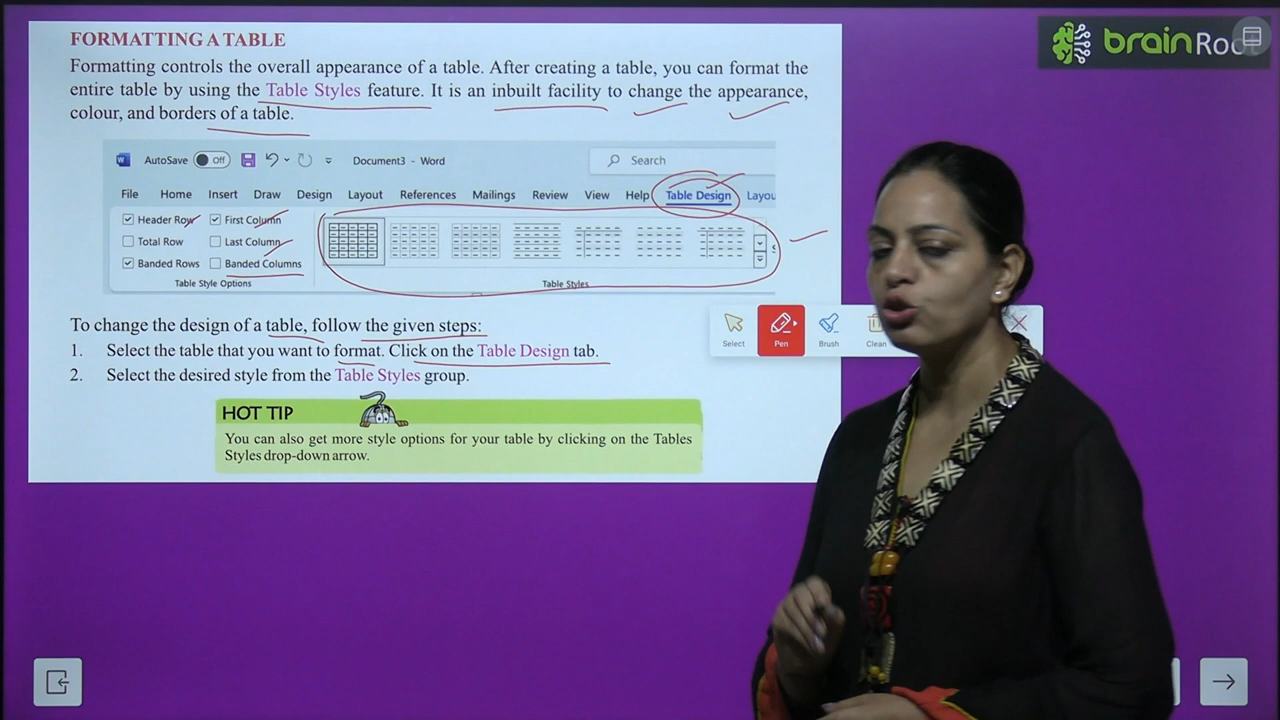 FORMATTING A TABLE
brainRoot
Formatting controls the overall appearance of a table. After creating a table, you can format the
entire table by using the Table Styles feature. It is an inbuilt facility to change the appearance,
colour, and borders of a table.
AutoSave Off Document3 - Word Search
File Home Insert Draw Design Layout References Mailings Review View Help Table Design Layou
Header Row First Column
Total Row Last Column
Banded Rows Banded Columns
Table Style Options Table Styles
To change the design of a table, follow the given steps:
1. Select the table that you want to format. Click on the Table Design tab.
2. Select the desired style from the Table Styles group.
Select Pen Brush Clean
HOT TIP
You can also get more style options for your table by clicking on the Tables
Styles drop-down arrow.